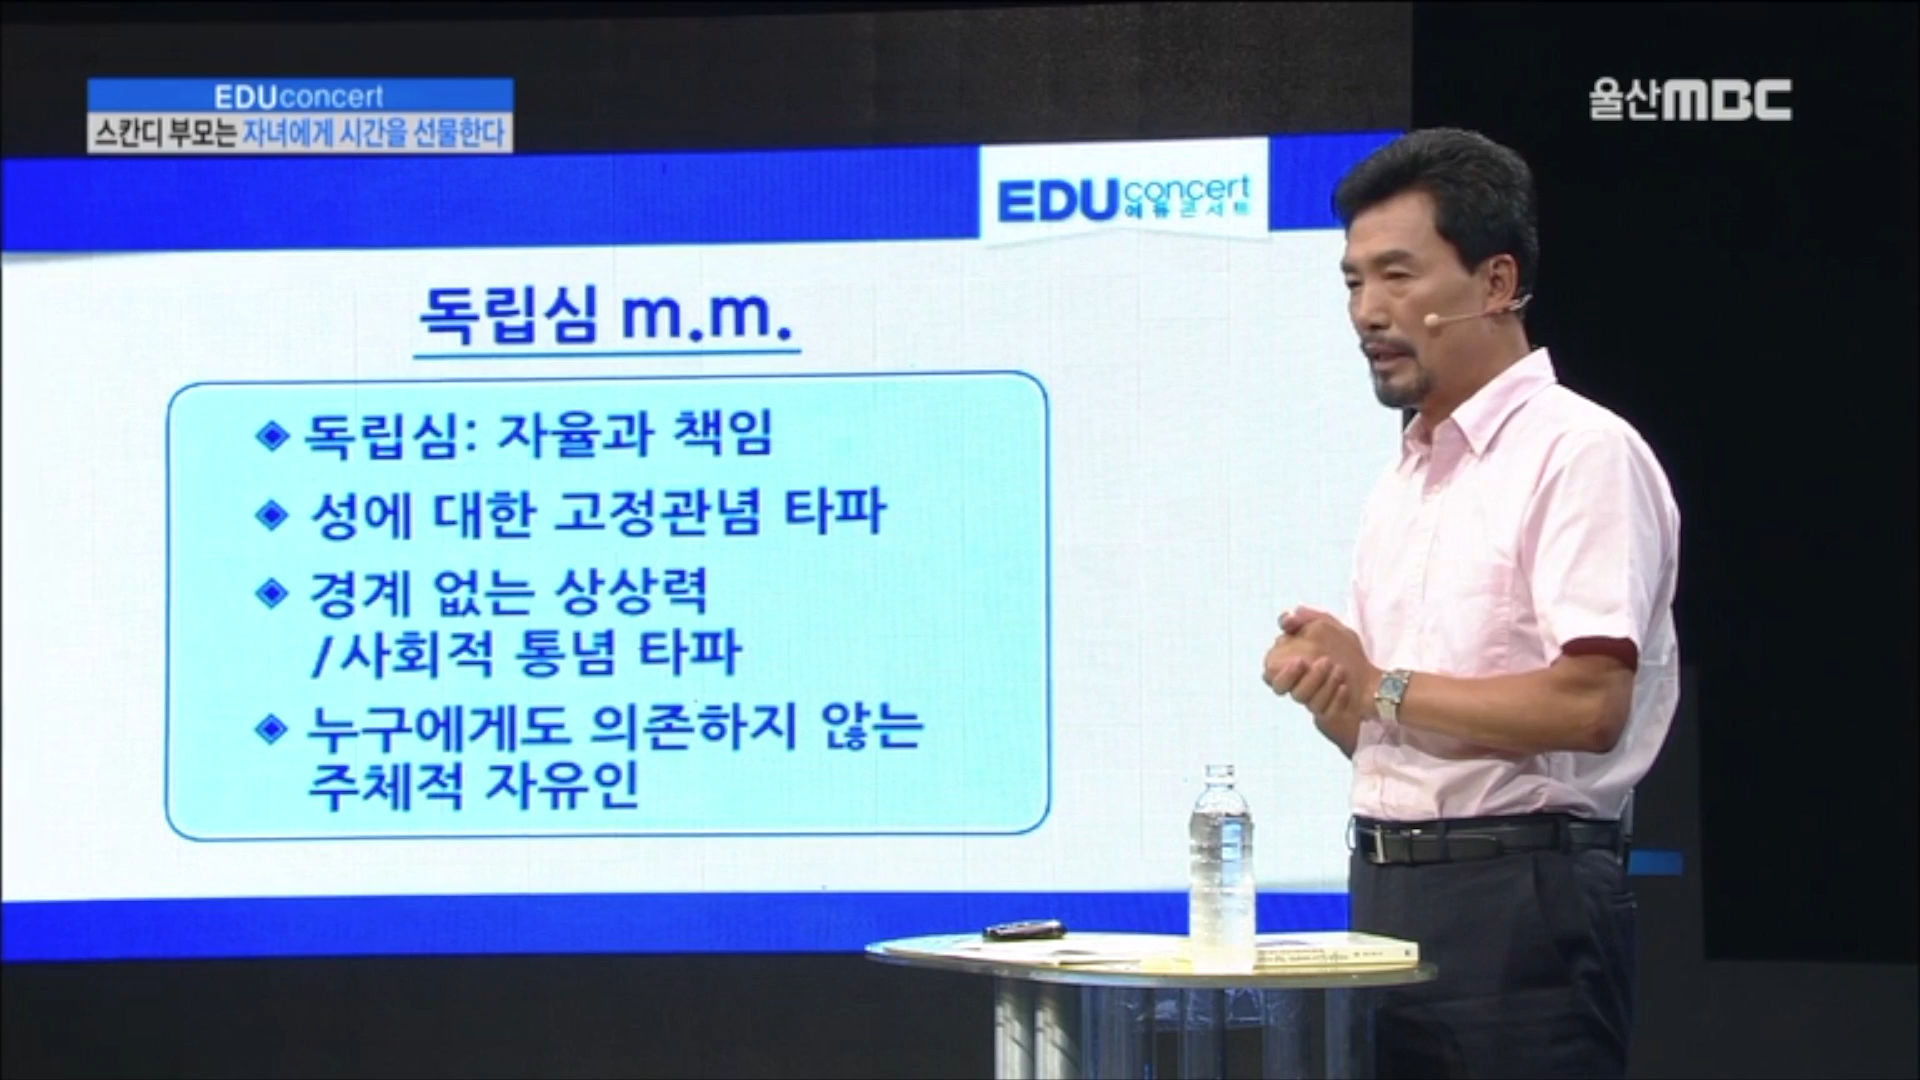 EDUconcert
스칸디 부모는 자녀에게 시간을 선물한다
울산MBC
EDU concert
에듀콘서트
독립심 m.m.
독립심: 자율과 책임
성에 대한 고정관념 타파
경계 없는 상상력
/사회적 통념 타파
누구에게도 의존하지 않는
주체적 자유인